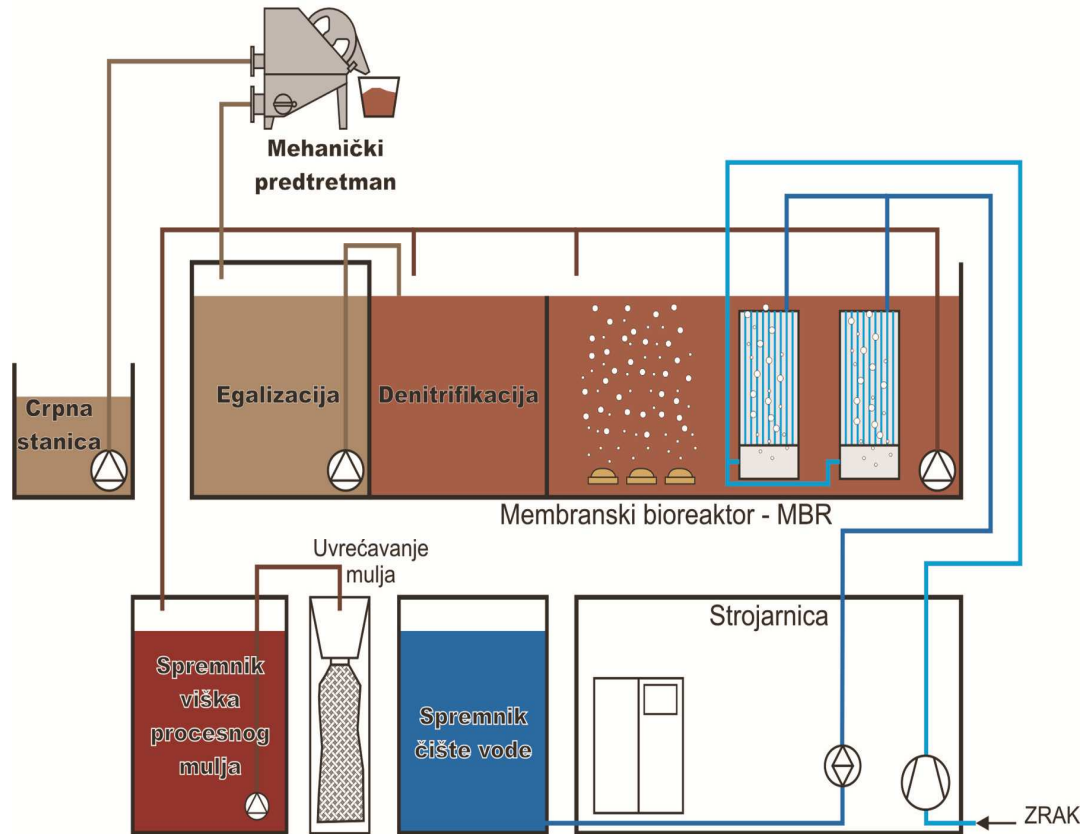 Mehanički
predtretman
Egalizacija
Denitrifikacija
Crpna
stanica
Membranski bioreaktor - MBR
Uvrećavanje
mulja
Strojarnica
Spremnik
viška
procesnog
mulja
Spremnik
čište vode
ZRAK